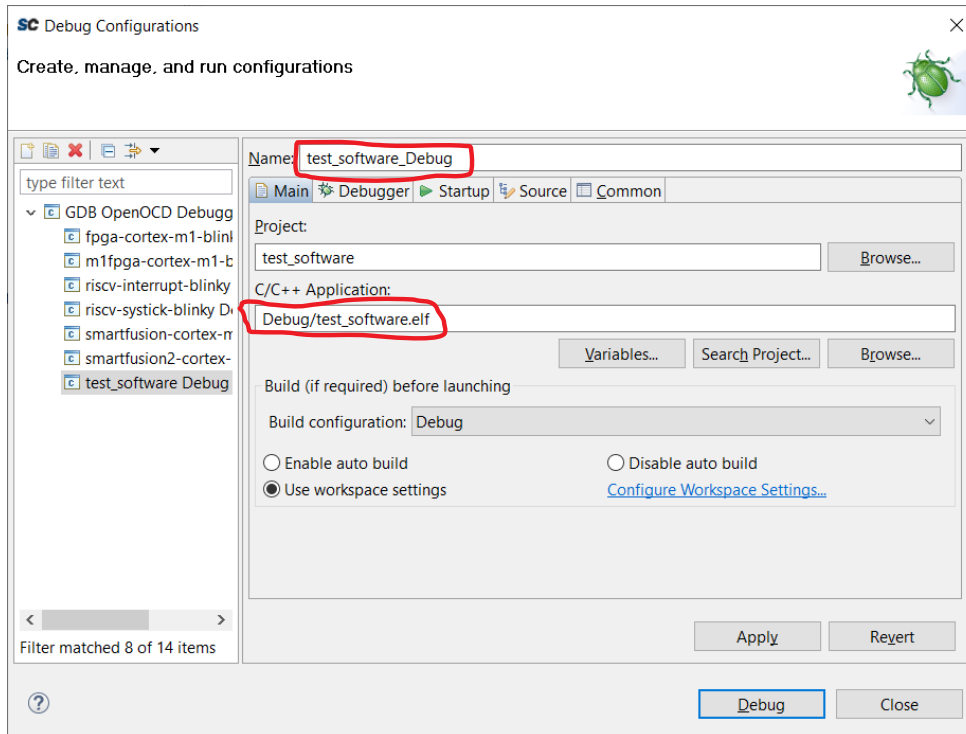 SC Debug Configurations
Create, manage, and run configurations
type filter text
GDB OpenOCD Debugg
fpga-cortex-m1-blin
m1fpga-cortex-m1-b
riscv-interrupt-blinky
riscv-systick-blinky D
smartfusion-cortex-m
smartfusion2-cortex-
test_software Debug
Filter matched 8 of 14 items
Name: test_software_Debug
Main Debugger Startup Source Common
Project:
test_software
Browse...
C/C++ Application:
Debug/test_software.elf
Variables... Search Project... Browse...
Build (if required) before launching
Build configuration: Debug
Enable auto build Disable auto build
Use workspace settings Configure Workspace Settings...
Apply Revert
Debug Close